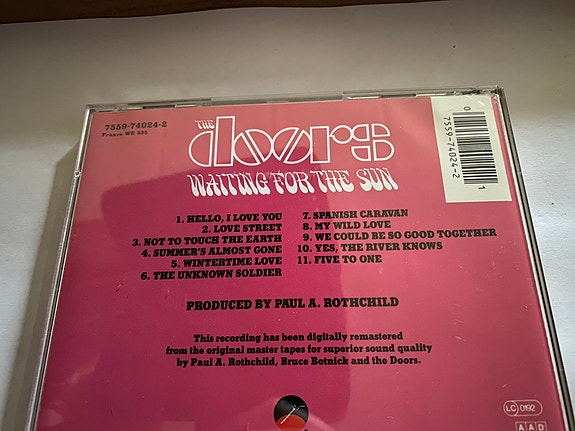 7559-74024-2
France WE 835
THE
doors
WAITING FOR THE SUN
0 7559-74024-2 1
1. HELLO, I LOVE YOU
2. LOVE STREET
3. NOT TO TOUCH THE EARTH
4. SUMMER'S ALMOST GONE
5. WINTERTIME LOVE
6. THE UNKNOWN SOLDIER
7. SPANISH CARAVAN
8. MY WILD LOVE
9. WE COULD BE SO GOOD TOGETHER
10. YES, THE RIVER KNOWS
11. FIVE TO ONE
PRODUCED BY PAUL A. ROTHCHILD
This recording has been digitally remastered
from the original master tapes for superior sound quality
by Paul A. Rothchild, Bruce Botnick and the Doors.
LC 0192
AAD